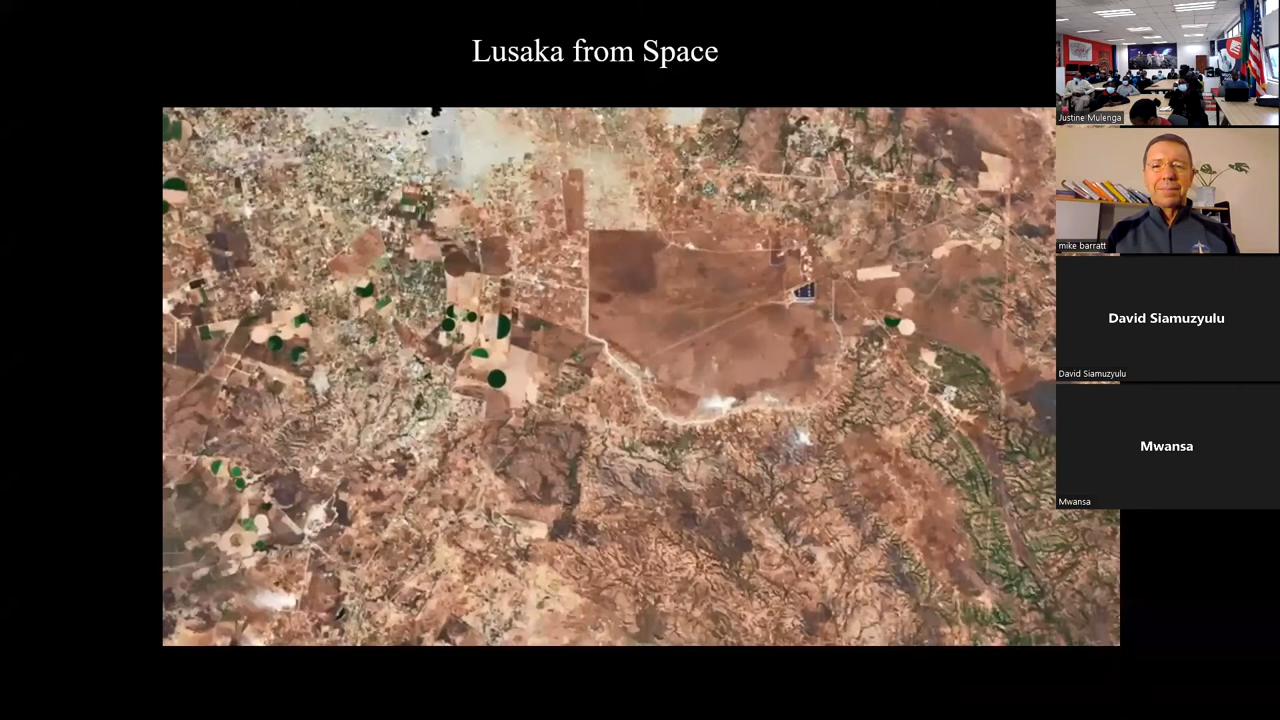 Lusaka from Space
Justine Mulenga
mike barratt
David Siamuzyulu
David Siamuzyulu
Mwansa
Mwansa